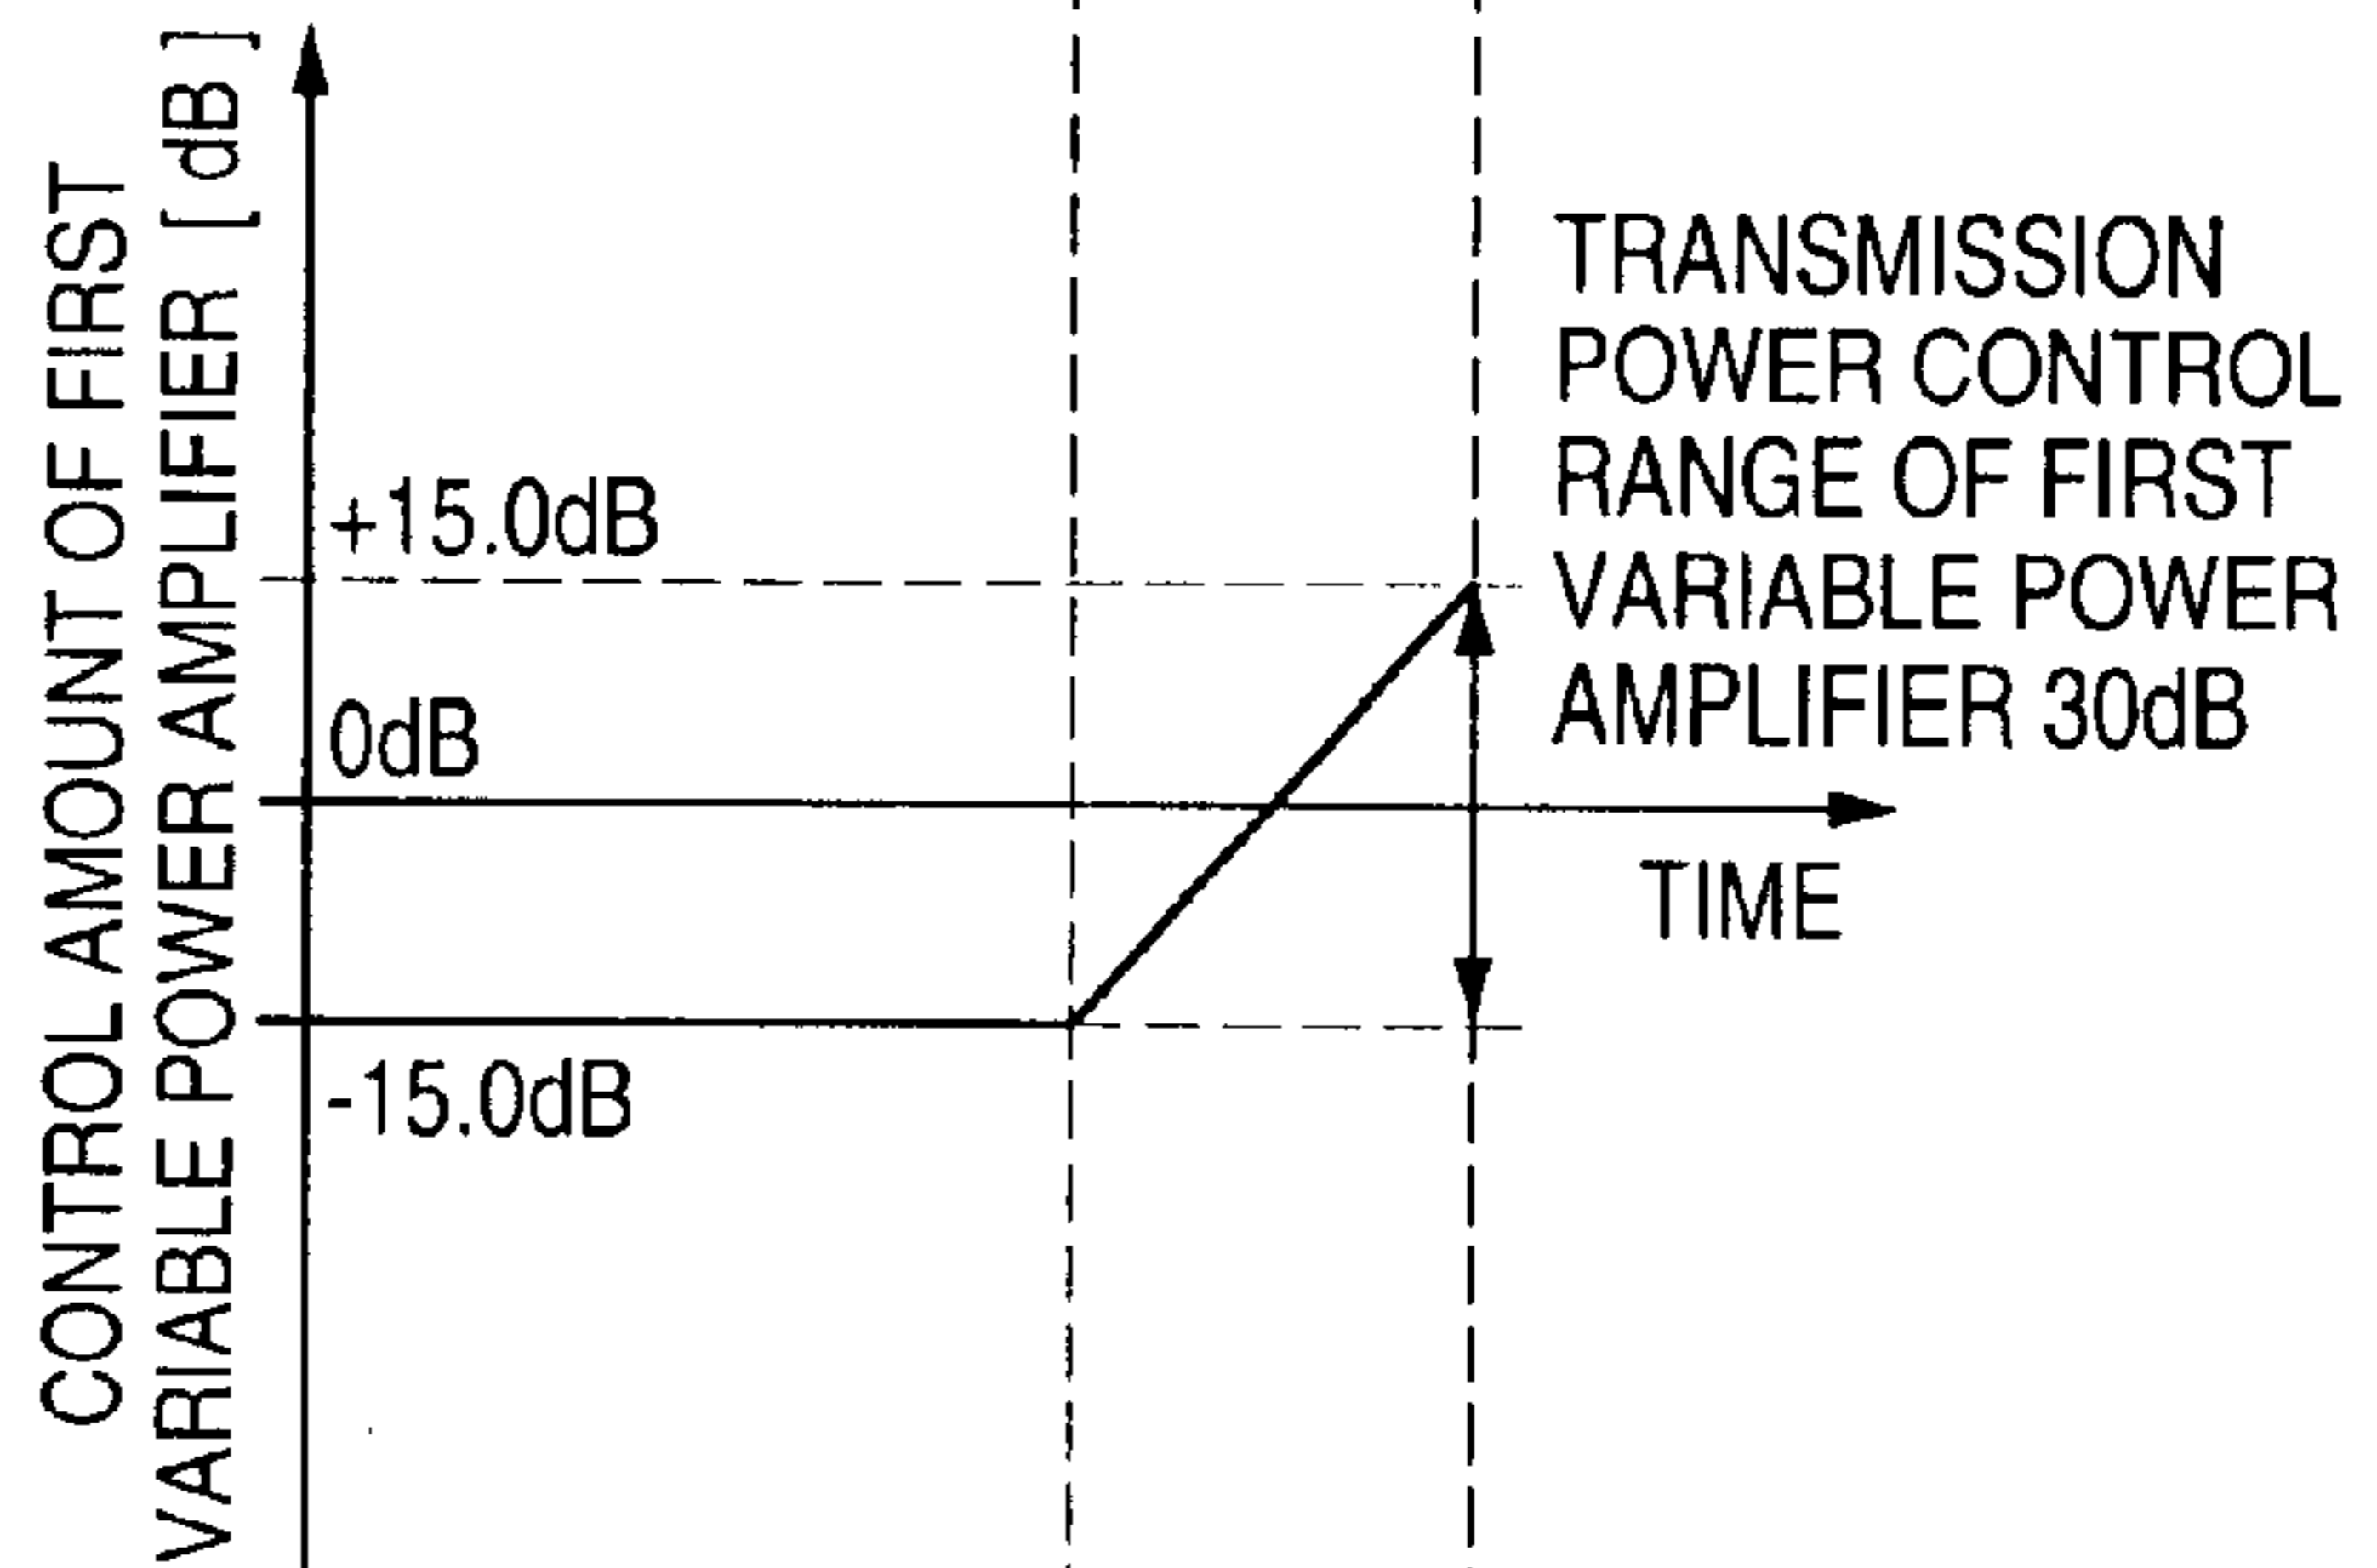 CONTROL AMOUNT OF FIRST
VARIABLE POWER AMPLIFIER [dB]
+15.0dB
0dB
-15.0dB
TRANSMISSION
POWER CONTROL
RANGE OF FIRST
VARIABLE POWER
AMPLIFIER 30dB
TIME